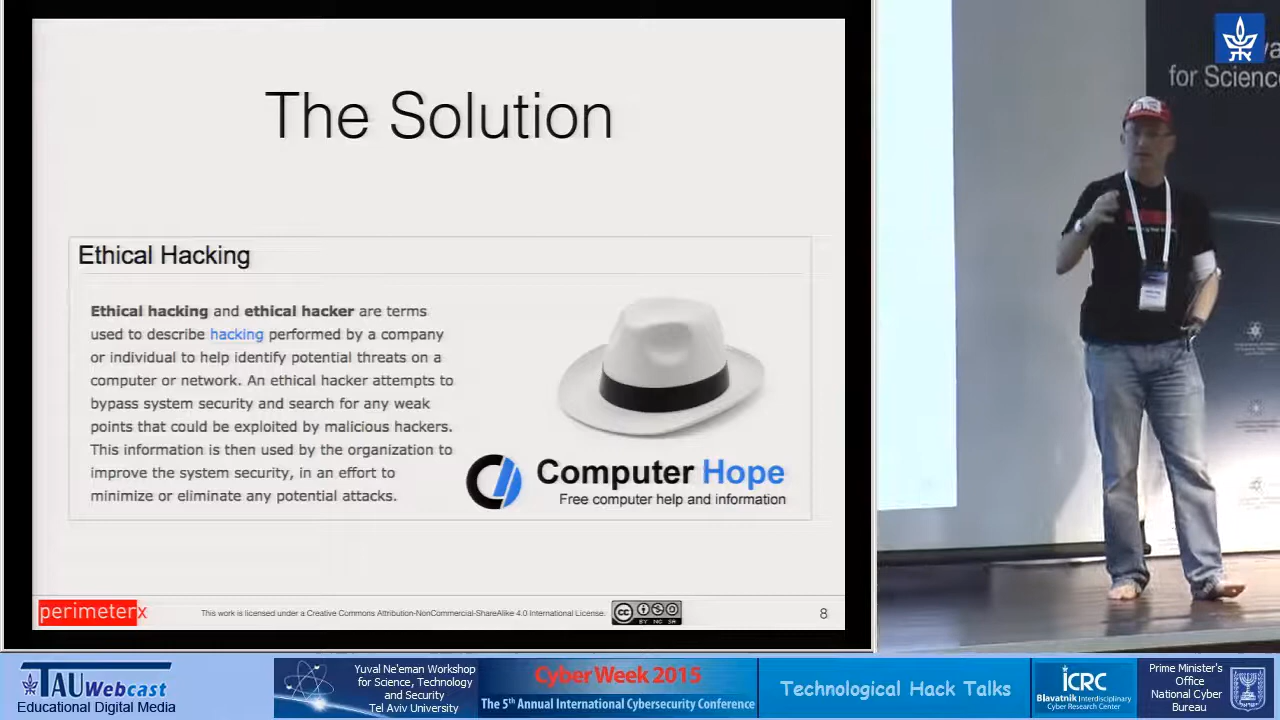 The Solution
Ethical Hacking
Ethical hacking and ethical hacker are terms
used to describe hacking performed by a company
or individual to help identify potential threats on a
computer or network. An ethical hacker attempts to
bypass system security and search for any weak
points that could be exploited by malicious hackers.
This information is then used by the organization to
improve the system security, in an effort to
minimize or eliminate any potential attacks.
Computer Hope
Free computer help and information
perimeterx
This work is licensed under a Creative Commons Attribution-NonCommercial-ShareAlike 4.0 International License.
cc
BY NC SA
8
for Science
TAU Webcast
Educational Digital Media
Yuval Ne'eman Workshop
for Science, Technology
and Security
Tel Aviv University
CyberWeek 2015
The 5th Annual International Cybersecurity Conference
Technological Hack Talks
ICRC
Blavatnik Interdisciplinary
Cyber Research Center
Prime Minister's
Office
National Cyber
Bureau